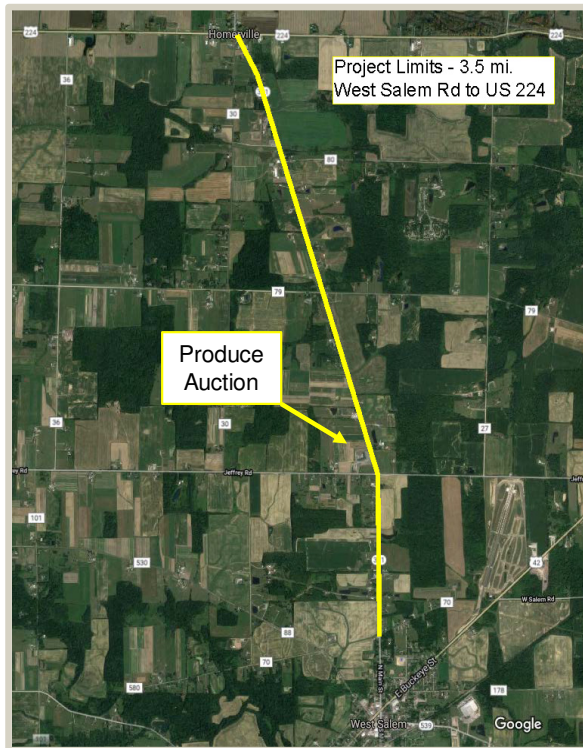 224
Homerville
224
224
Project Limits - 3.5 mi.
West Salem Rd to US 224
36
30
80
79
79
Produce
Auction
36
30
27
Jeffrey Rd
101
530
42
W Salem Rd
70
88
70
N Main St
E Buckeye St
580
178
West Salem
539
Google